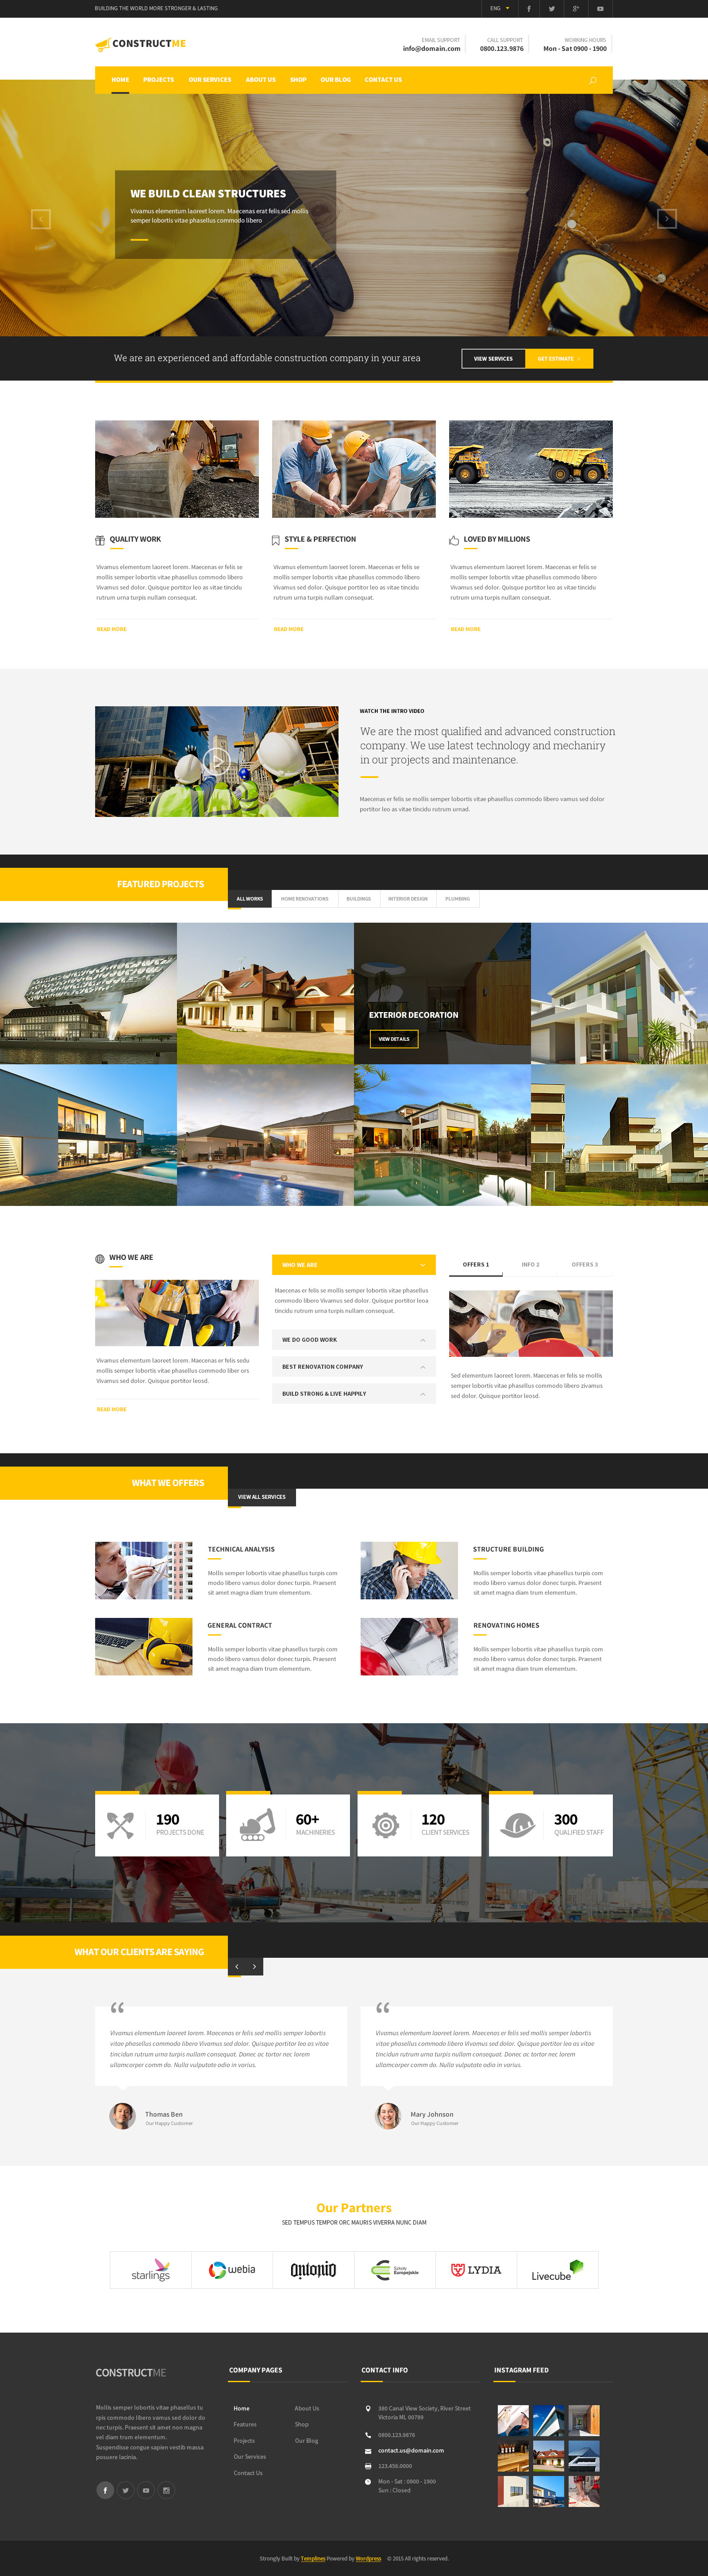 BUILDING THE WORLD MORE STRONGER & LASTING
ENG
CONSTRUCTME
EMAIL SUPPORT
info@domain.com
CALL SUPPORT
0800.123.9876
WORKING HOURS
Mon - Sat 0900 - 1900
HOME
PROJECTS
OUR SERVICES
ABOUT US
SHOP
OUR BLOG
CONTACT US
WE BUILD CLEAN STRUCTURES
Vivamus elementum laoreet lorem. Maecenas erat felis sed mollis
semper lobortis vitae phasellus commodo libero
We are an experienced and affordable construction company in your area
VIEW SERVICES
GET ESTIMATE
QUALITY WORK
Vivamus elementum laoreet lorem. Maecenas er felis se
mollis semper lobortis vitae phasellus commodo libero
Vivamus sed dolor. Quisque portitor leo as vitae tincidu
rutrum urna turpis nullam consequat.
READ MORE
STYLE & PERFECTION
Vivamus elementum laoreet lorem. Maecenas er felis se
mollis semper lobortis vitae phasellus commodo libero
Vivamus sed dolor. Quisque portitor leo as vitae tincidu
rutrum urna turpis nullam consequat.
READ MORE
LOVED BY MILLIONS
Vivamus elementum laoreet lorem. Maecenas er felis se
mollis semper lobortis vitae phasellus commodo libero
Vivamus sed dolor. Quisque portitor leo as vitae tincidu
rutrum urna turpis nullam consequat.
READ MORE
WATCH THE INTRO VIDEO
We are the most qualified and advanced construction
company. We use latest technology and mechaniry
in our projects and maintenance.
Maecenas er felis se mollis semper lobortis vitae phasellus commodo libero vamus sed dolor
portitor leo as vitae tincidu rutrum urnad.
FEATURED PROJECTS
ALL WORKS
HOME RENOVATIONS
BUILDINGS
INTERIOR DESIGN
PLUMBING
EXTERIOR DECORATION
VIEW DETAILS
WHO WE ARE
Vivamus elementum laoreet lorem. Maecenas er felis sedu
mollis semper lobortis vitae phasellus commodo liber ors
Vivamus sed dolor. Quisque portitor leosd.
READ MORE
WHO WE ARE
Maecenas er felis se mollis semper lobortis vitae phasellus
commodo libero Vivamus sed dolor. Quisque portitor leoa
tincidu rutrum urna turpis nullam consequat.
WE DO GOOD WORK
BEST RENOVATION COMPANY
BUILD STRONG & LIVE HAPPILY
OFFERS 1
INFO 2
OFFERS 3
Sed elementum laoreet lorem. Maecenas er felis se mollis
semper lobortis vitae phasellus commodo libero zivamus
sed dolor. Quisque portitor leosd.
WHAT WE OFFERS
VIEW ALL SERVICES
TECHNICAL ANALYSIS
Mollis semper lobortis vitae phasellus turpis com
modo libero vamus dolor donec turpis. Praesent
sit amet magna diam trum elementum.
STRUCTURE BUILDING
Mollis semper lobortis vitae phasellus turpis com
modo libero vamus dolor donec turpis. Praesent
sit amet magna diam trum elementum.
GENERAL CONTRACT
Mollis semper lobortis vitae phasellus turpis com
modo libero vamus dolor donec turpis. Praesent
sit amet magna diam trum elementum.
RENOVATING HOMES
Mollis semper lobortis vitae phasellus turpis com
modo libero vamus dolor donec turpis. Praesent
sit amet magna diam trum elementum.
190
PROJECTS DONE
60+
MACHINERIES
120
CLIENT SERVICES
300
QUALIFIED STAFF
WHAT OUR CLIENTS ARE SAYING
Vivamus elementum laoreet lorem. Maecenas er felis sed mollis semper lobortis
vitae phasellus commodo libero Vivamus sed dolor. Quisque portitor leo as vitae
tincidun rutrum urna turpis nullam consequat. Donec ac tortor nec lorem
ullamcorper comm do. Nulla vulputate odio in varius.
Thomas Ben
Our Happy Customer
Vivamus elementum laoreet lorem. Maecenas er felis sed mollis semper lobortis
vitae phasellus commodo libero Vivamus sed dolor. Quisque portitor leo as vitae
tincidun rutrum urna turpis nullam consequat. Donec ac tortor nec lorem
ullamcorper comm do. Nulla vulputate odio in varius.
Mary Johnson
Our Happy Customer
Our Partners
SED TEMPUS TEMPOR ORC MAURIS VIVERRA NUNC DIAM
starlings
webia
Antonio
Szkoły
Europejskie
LYDIA
Livecube
CONSTRUCTME
Mollis semper lobortis vitae phasellus tu
rpis commodo libero vamus sed dolor do
nec turpis. Praesent sit amet non magna
vel diam trum elementum.
Suspendisse congue sapien vestib massa
posuere lacinia.
COMPANY PAGES
Home
About Us
Features
Shop
Projects
Our Blog
Our Services
Contact Us
CONTACT INFO
380 Canal View Society, River Street
Victoria ML 00789
0800.123.9876
contact.us@domain.com
123.456.0000
Mon - Sat : 0900 - 1900
Sun : Closed
INSTAGRAM FEED
Strongly Built by Templines Powered by Wordpress © 2015 All rights reserved.